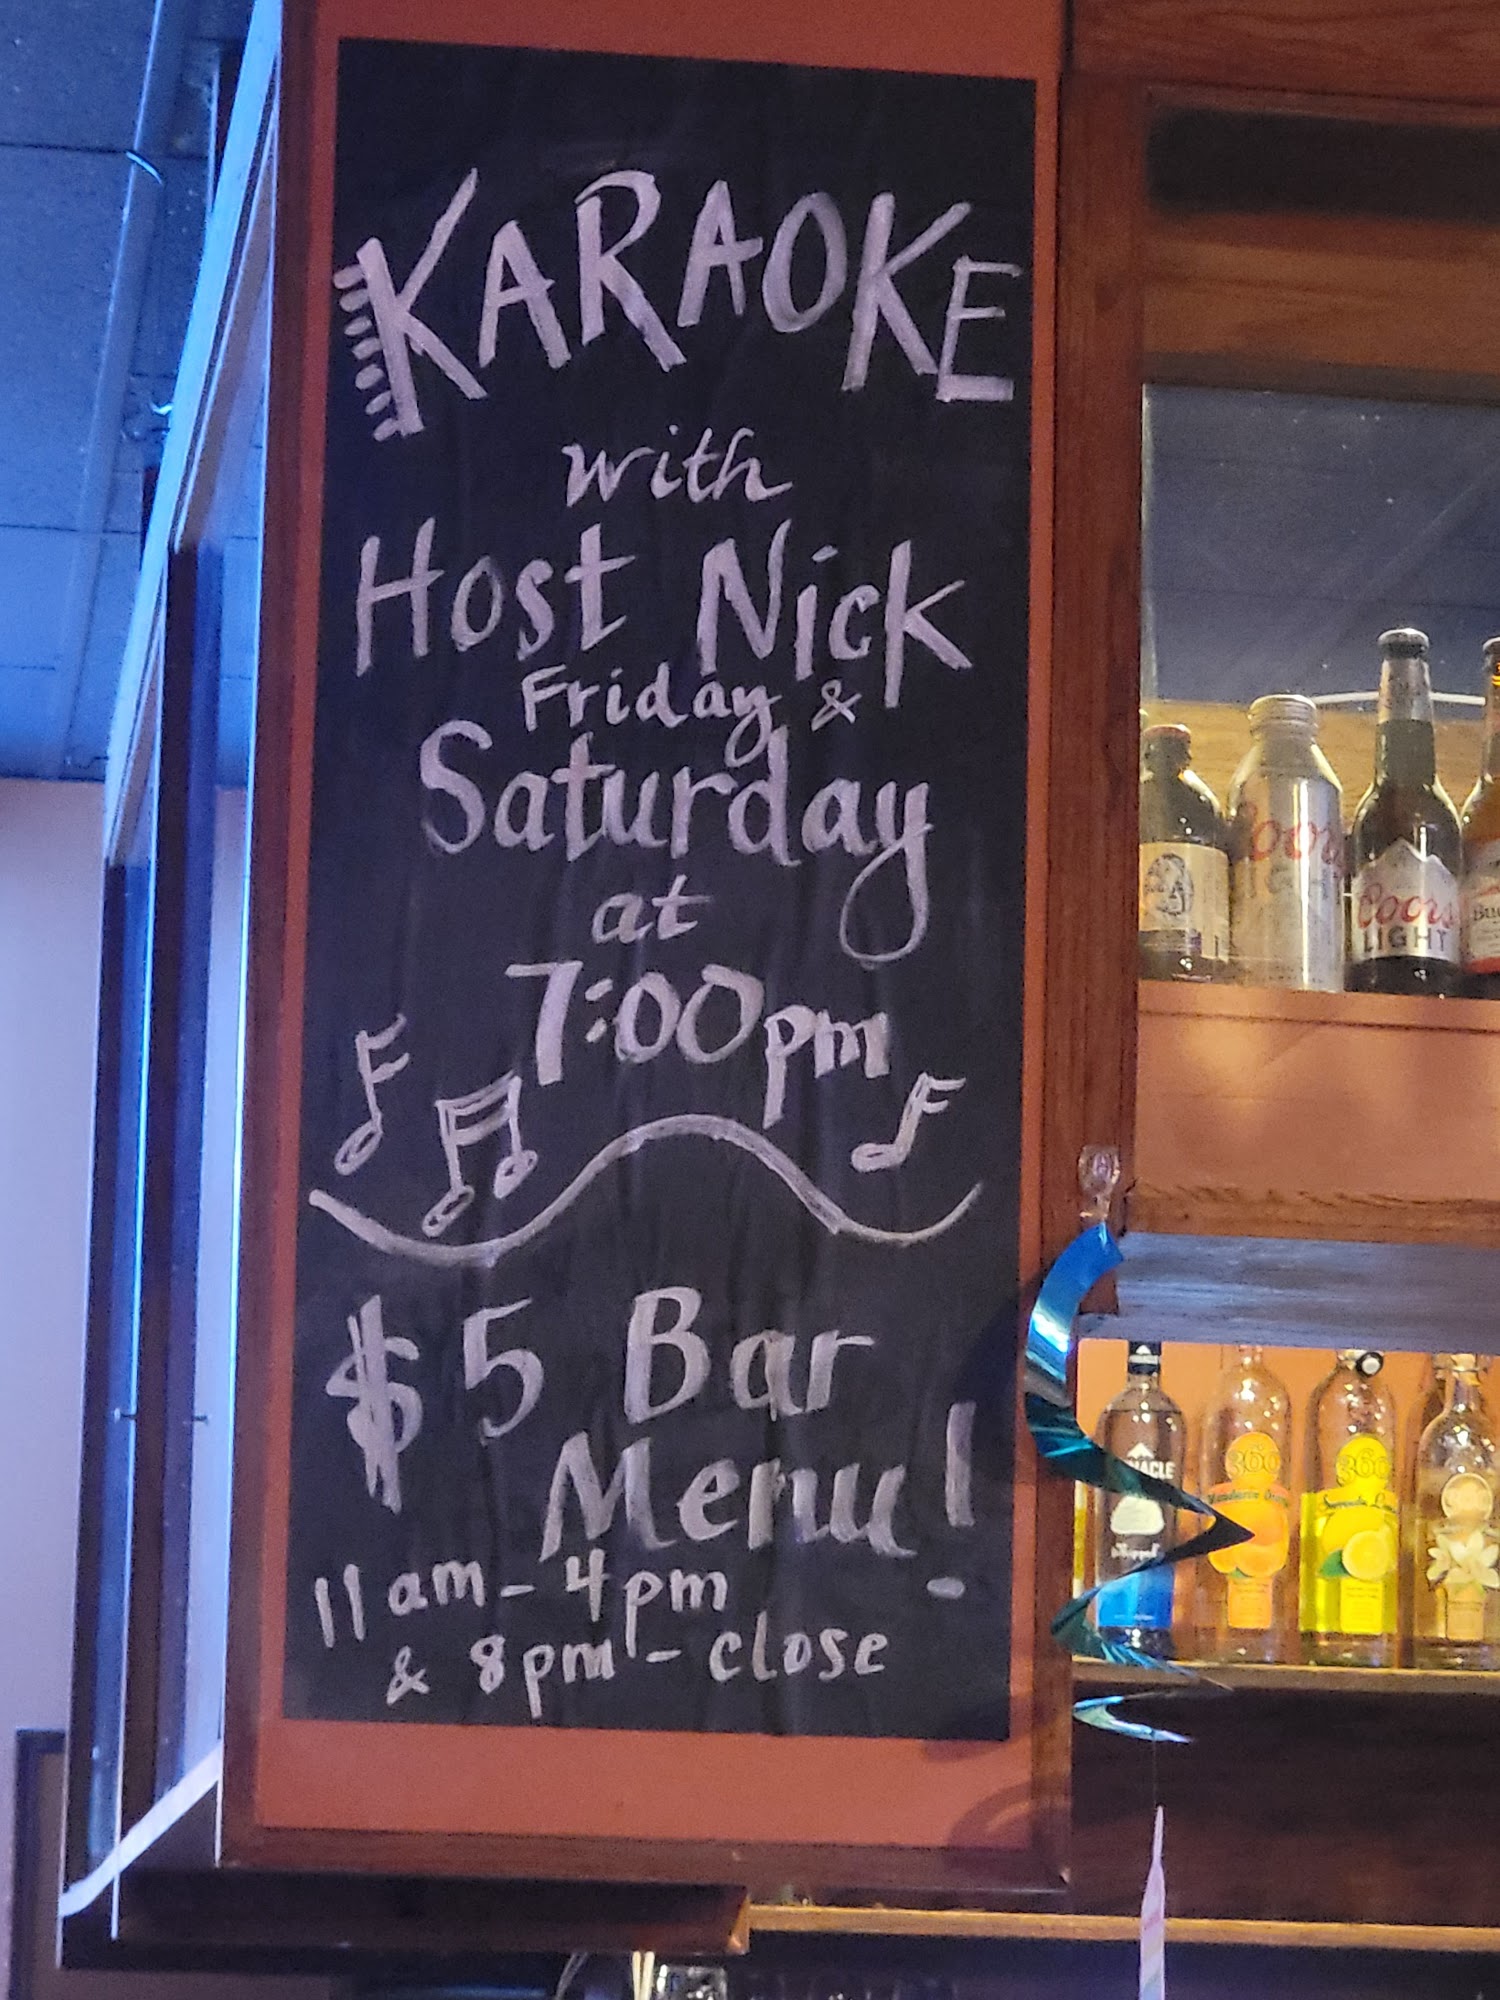 KARAOKE
with
Host Nick
Friday &
Saturday
at
7:00pm
$5 Bar
Menu!
11am - 4pm
& 8pm - close
Coors
LIGHT
Coors
LIGHT
360
360